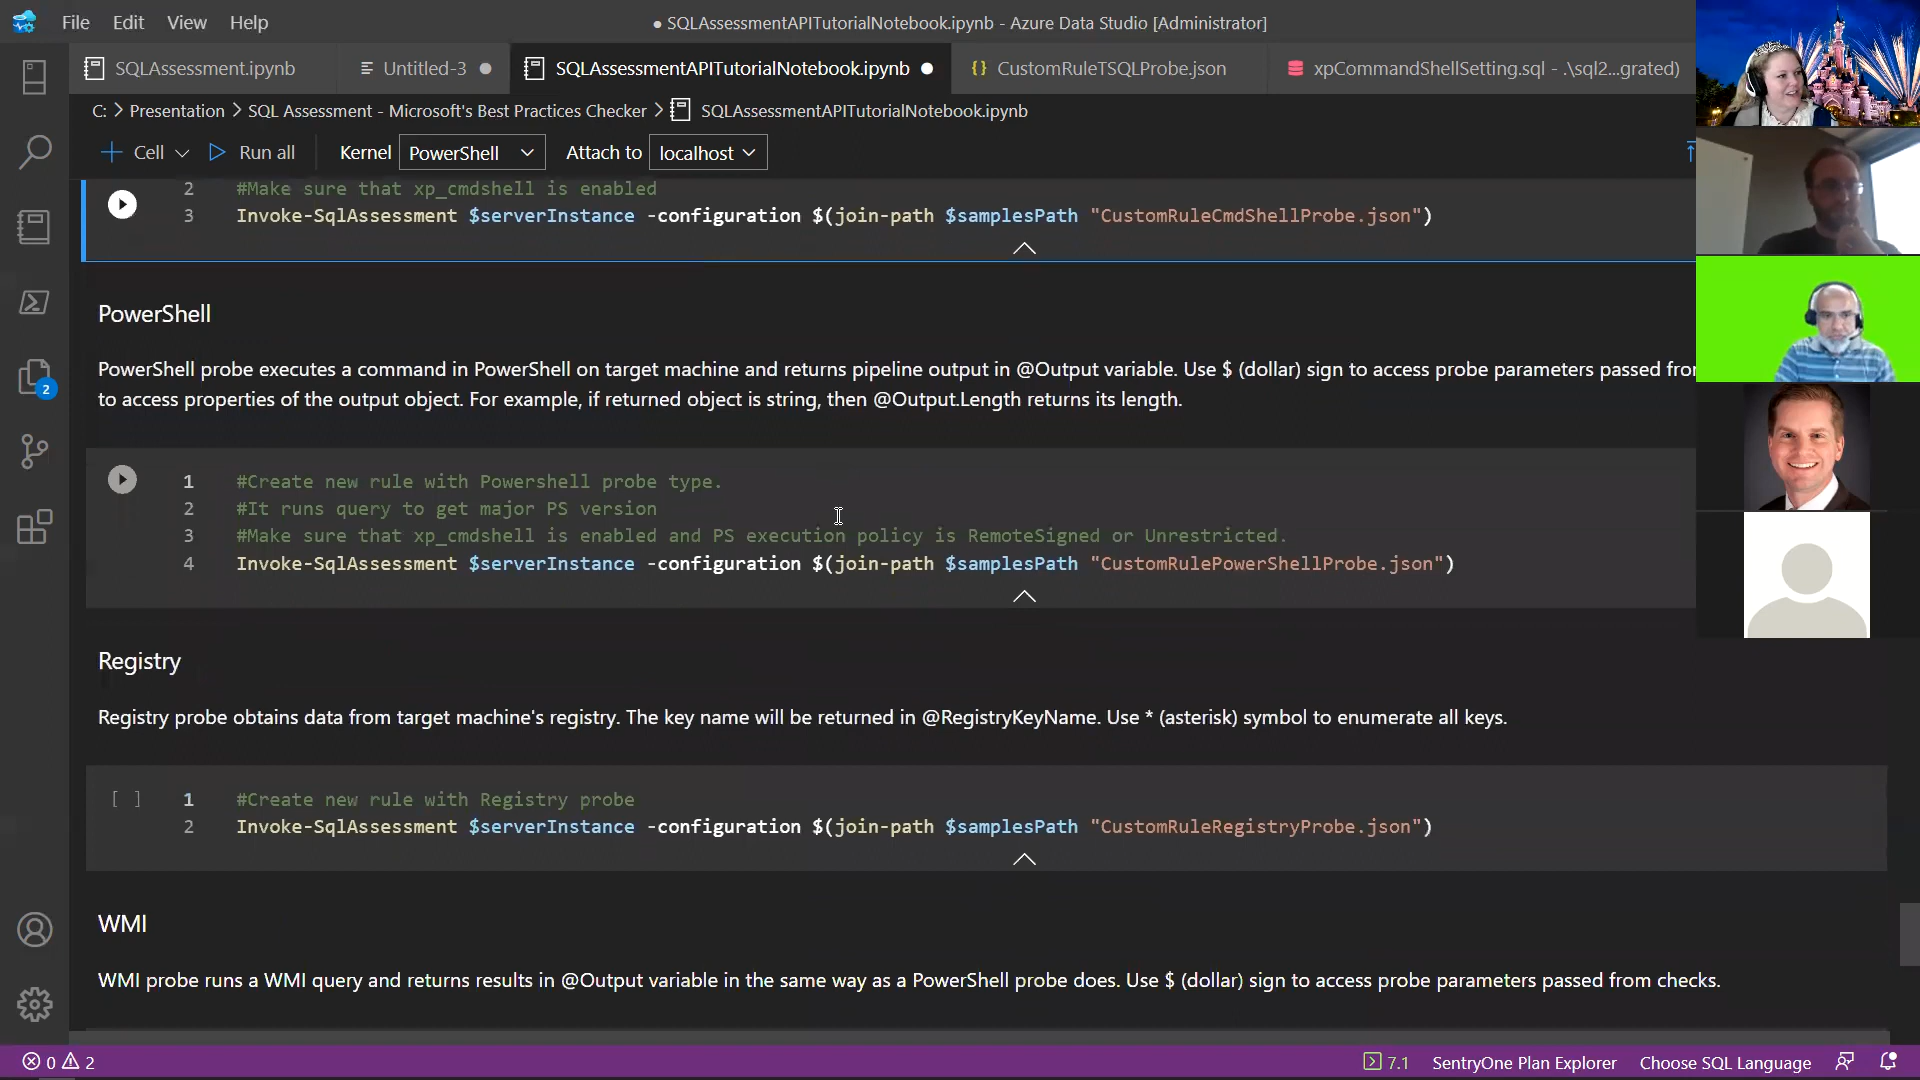 File Edit View Help
● SQLAssessmentAPITutorialNotebook.ipynb - Azure Data Studio [Administrator]
SQLAssessment.ipynb
Untitled-3 ●
SQLAssessmentAPITutorialNotebook.ipynb ●
{} CustomRuleTSQLProbe.json
xpCommandShellSetting.sql - .\sql2...grated)
C: > Presentation > SQL Assessment - Microsoft's Best Practices Checker > SQLAssessmentAPITutorialNotebook.ipynb
+ Cell Run all Kernel PowerShell Attach to localhost
2 #Make sure that xp_cmdshell is enabled
3 Invoke-SqlAssessment $serverInstance -configuration $(join-path $samplesPath "CustomRuleCmdShellProbe.json")
PowerShell
PowerShell probe executes a command in PowerShell on target machine and returns pipeline output in @Output variable. Use $ (dollar) sign to access probe parameters passed fro
to access properties of the output object. For example, if returned object is string, then @Output.Length returns its length.
1 #Create new rule with Powershell probe type.
2 #It runs query to get major PS version
3 #Make sure that xp_cmdshell is enabled and PS execution policy is RemoteSigned or Unrestricted.
4 Invoke-SqlAssessment $serverInstance -configuration $(join-path $samplesPath "CustomRulePowerShellProbe.json")
Registry
Registry probe obtains data from target machine's registry. The key name will be returned in @RegistryKeyName. Use * (asterisk) symbol to enumerate all keys.
[ ] 1 #Create new rule with Registry probe
2 Invoke-SqlAssessment $serverInstance -configuration $(join-path $samplesPath "CustomRuleRegistryProbe.json")
WMI
WMI probe runs a WMI query and returns results in @Output variable in the same way as a PowerShell probe does. Use $ (dollar) sign to access probe parameters passed from checks.
2
0 2
7.1 SentryOne Plan Explorer Choose SQL Language